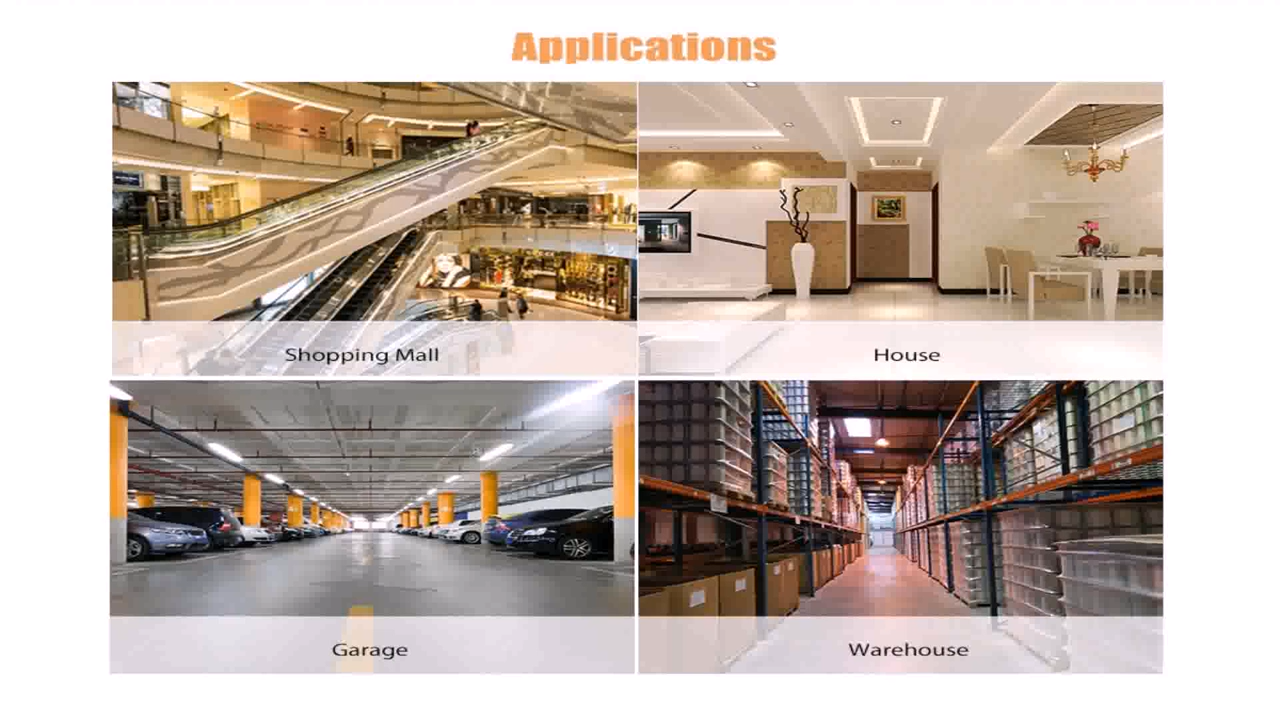 Applications
Shopping Mall
House
Garage
Warehouse